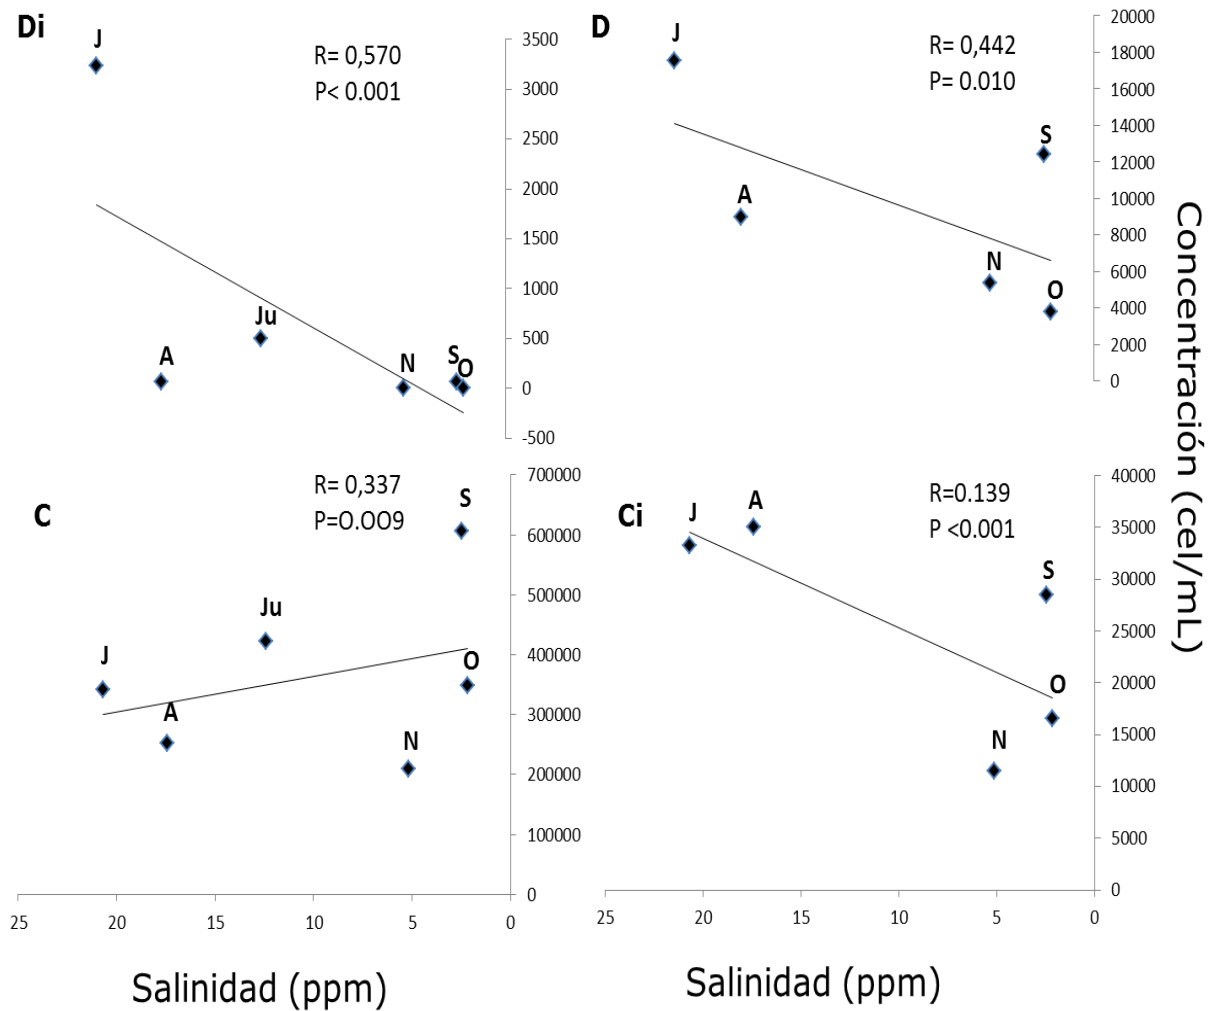 Di
J
R= 0,570
P< 0.001
A
Ju
N
S
O
3500
3000
2500
2000
1500
1000
500
0
-500
D
J
R= 0,442
P= 0.010
A
S
N
O
20000
18000
16000
14000
12000
10000
8000
6000
4000
2000
0
C
R= 0,337
P=O.OO9
S
Ju
J
O
A
N
700000
600000
500000
400000
300000
200000
100000
0
25 20 15 10 5 0
Salinidad (ppm)
Ci
J
A
R=0.139
P <0.001
S
O
N
40000
35000
30000
25000
20000
15000
10000
5000
0
25 20 15 10 5 0
Salinidad (ppm)
Concentración (cel/mL)